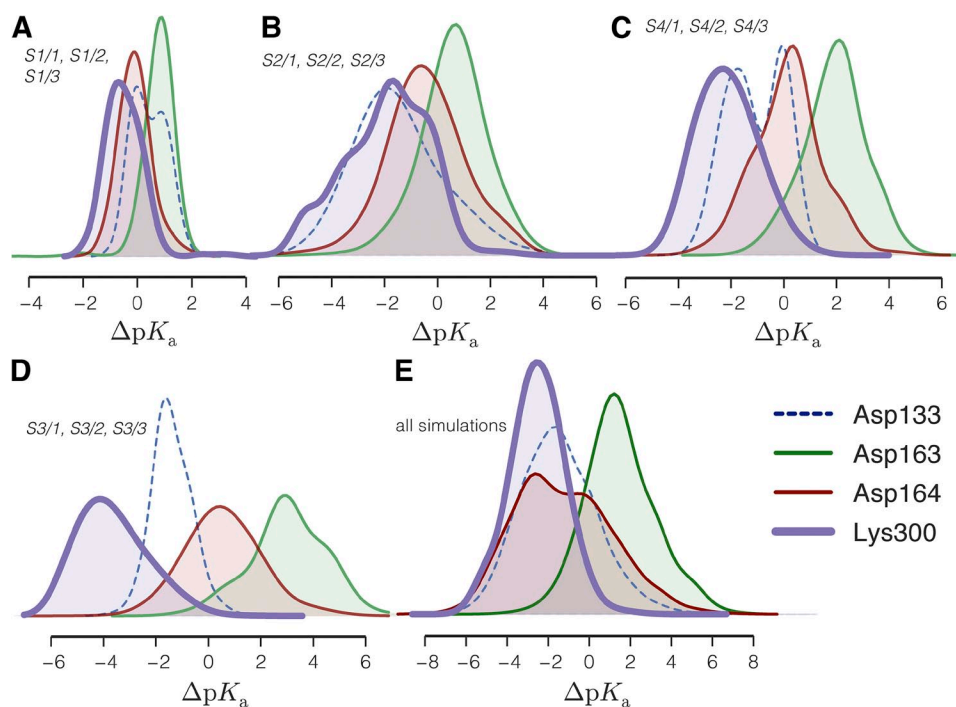 A
S1/1, S1/2,
S1/3
B
S2/1, S2/2, S2/3
C
S4/1, S4/2, S4/3
−4 −2 0 2 4
−6 −4 −2 0 2 4 6
−6 −4 −2 0 2 4 6
ΔpKa
ΔpKa
ΔpKa
D
S3/1, S3/2, S3/3
E
all simulations
Asp133
Asp163
Asp164
Lys300
−6 −4 −2 0 2 4 6
−8 −6 −4 −2 0 2 4 6 8
ΔpKa
ΔpKa